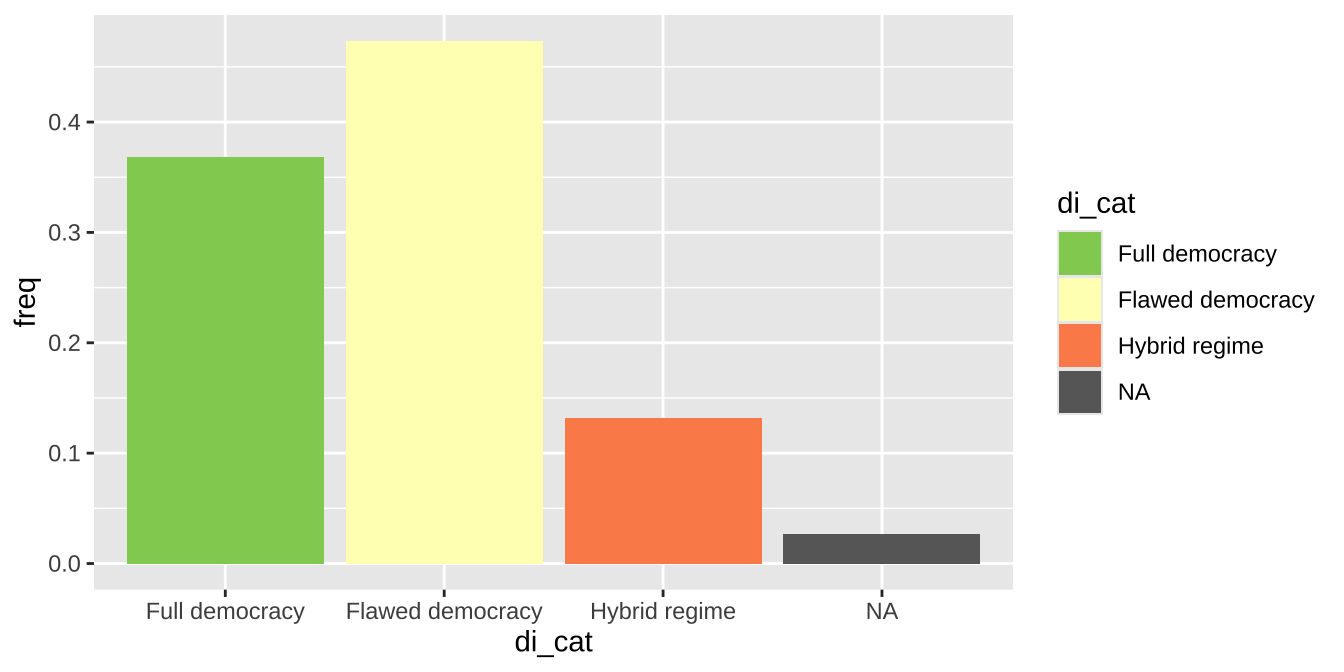 freq
0.4
0.3
0.2
0.1
0.0
Full democracy Flawed democracy Hybrid regime NA
di_cat
di_cat
Full democracy
Flawed democracy
Hybrid regime
NA